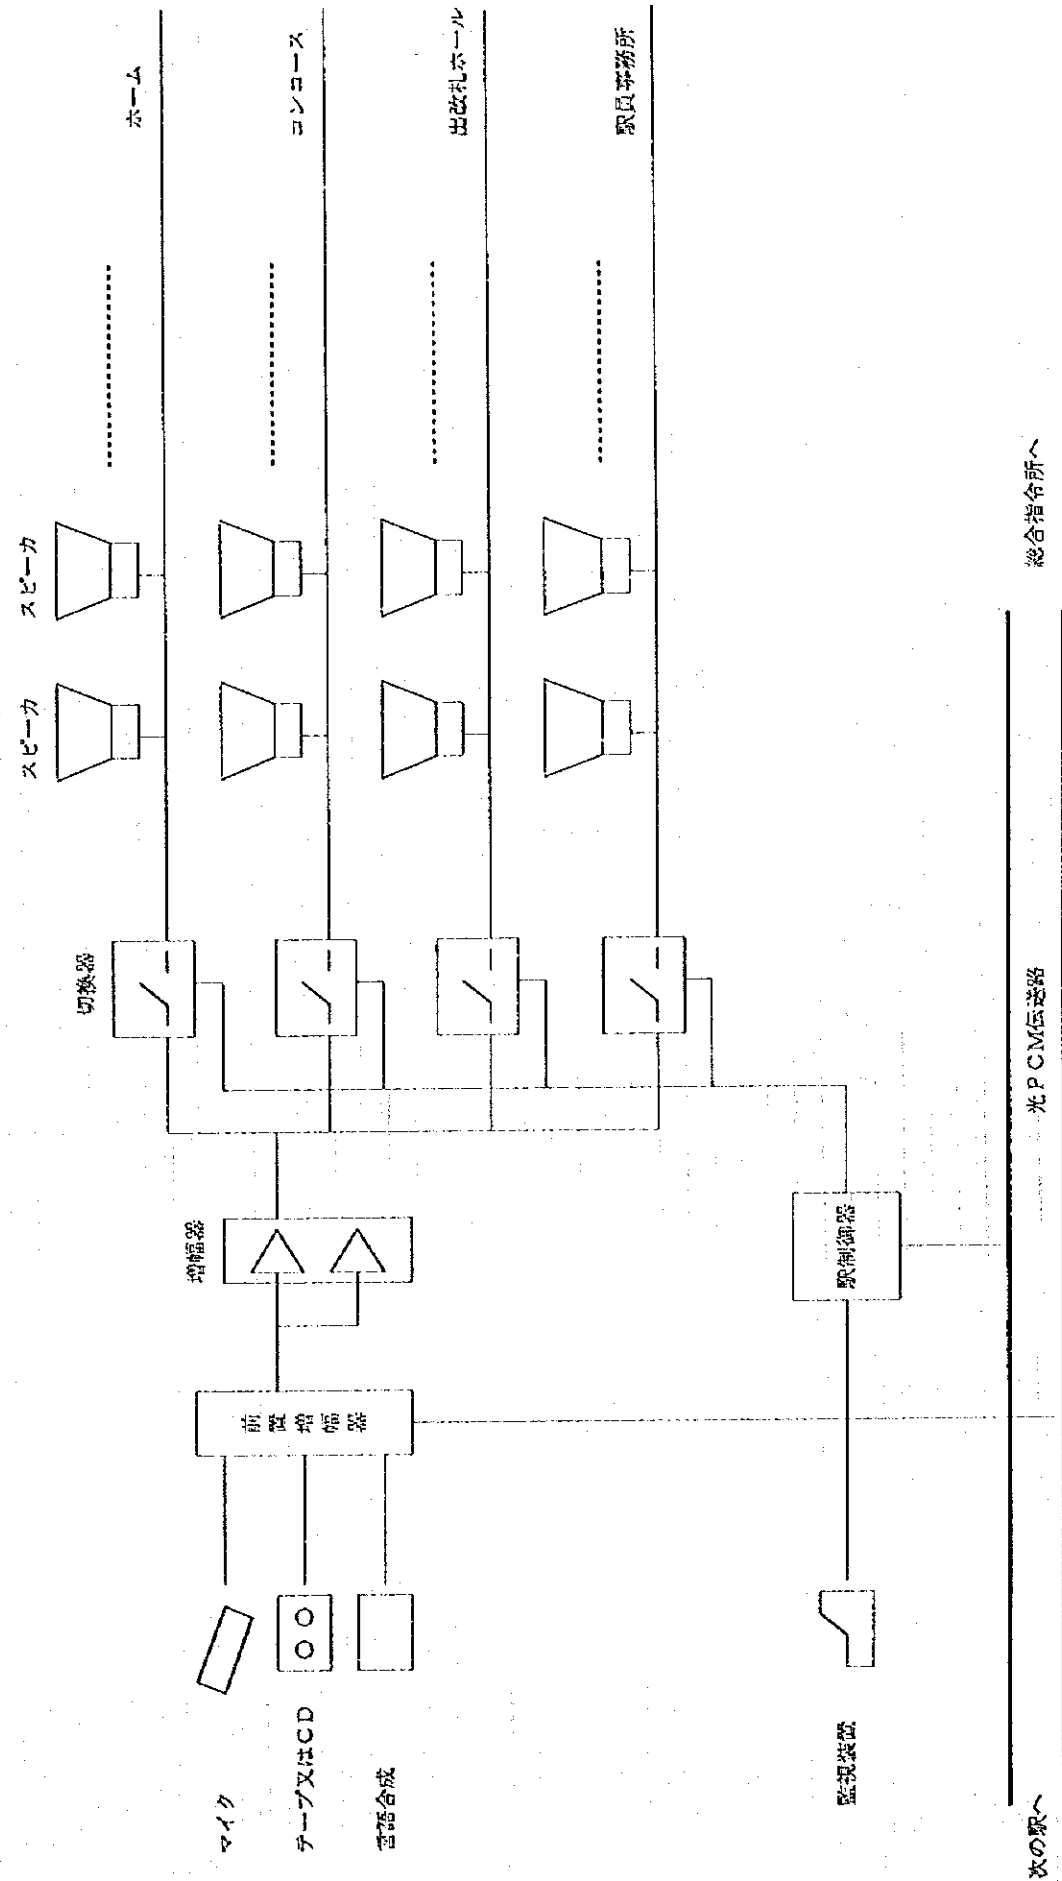 スピーカ
スピーカ
ホーム
切換器
コンコース
出改札ホール
駅員事務所
増幅器
前置増幅器
マイク
テープ又はCD
言語合成
駅制御器
監視装置
総合指令所へ
光PCM伝送路
次の駅へ